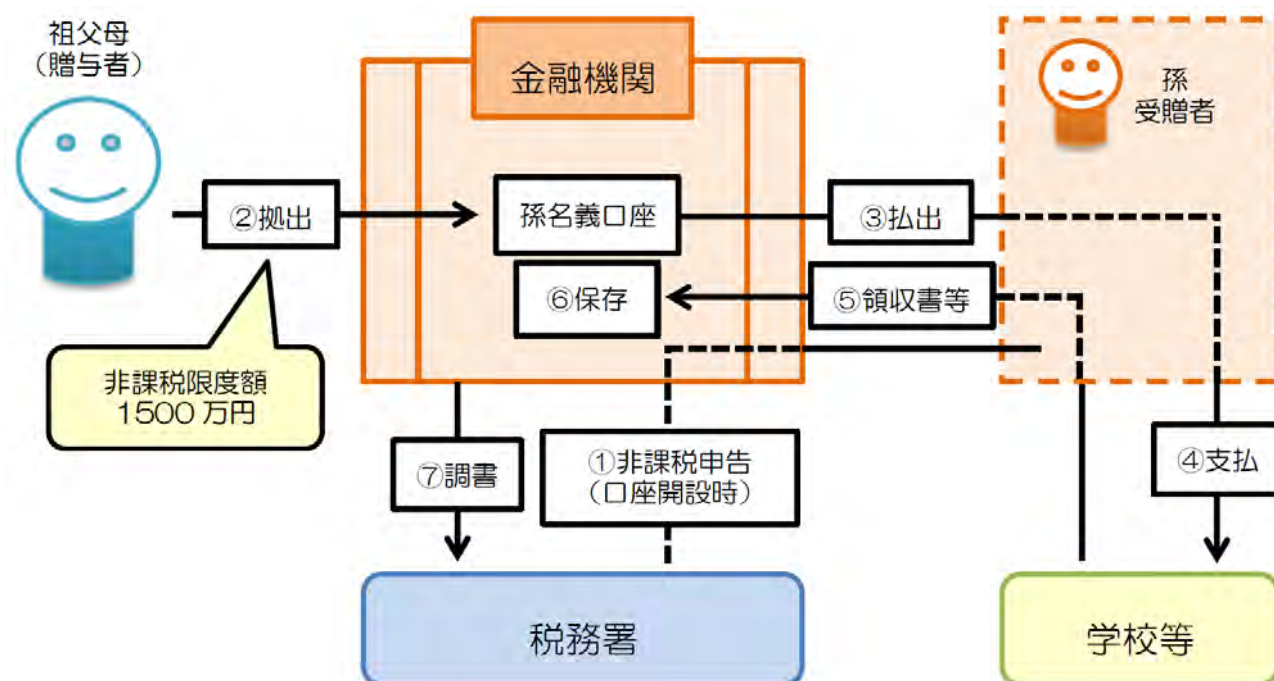 祖父母
（贈与者）
金融機関
孫
受贈者
②拠出
孫名義口座
③払出
⑥保存
⑤領収書等
非課税限度額
1500万円
⑦調書
①非課税申告
（口座開設時）
④支払
税務署
学校等